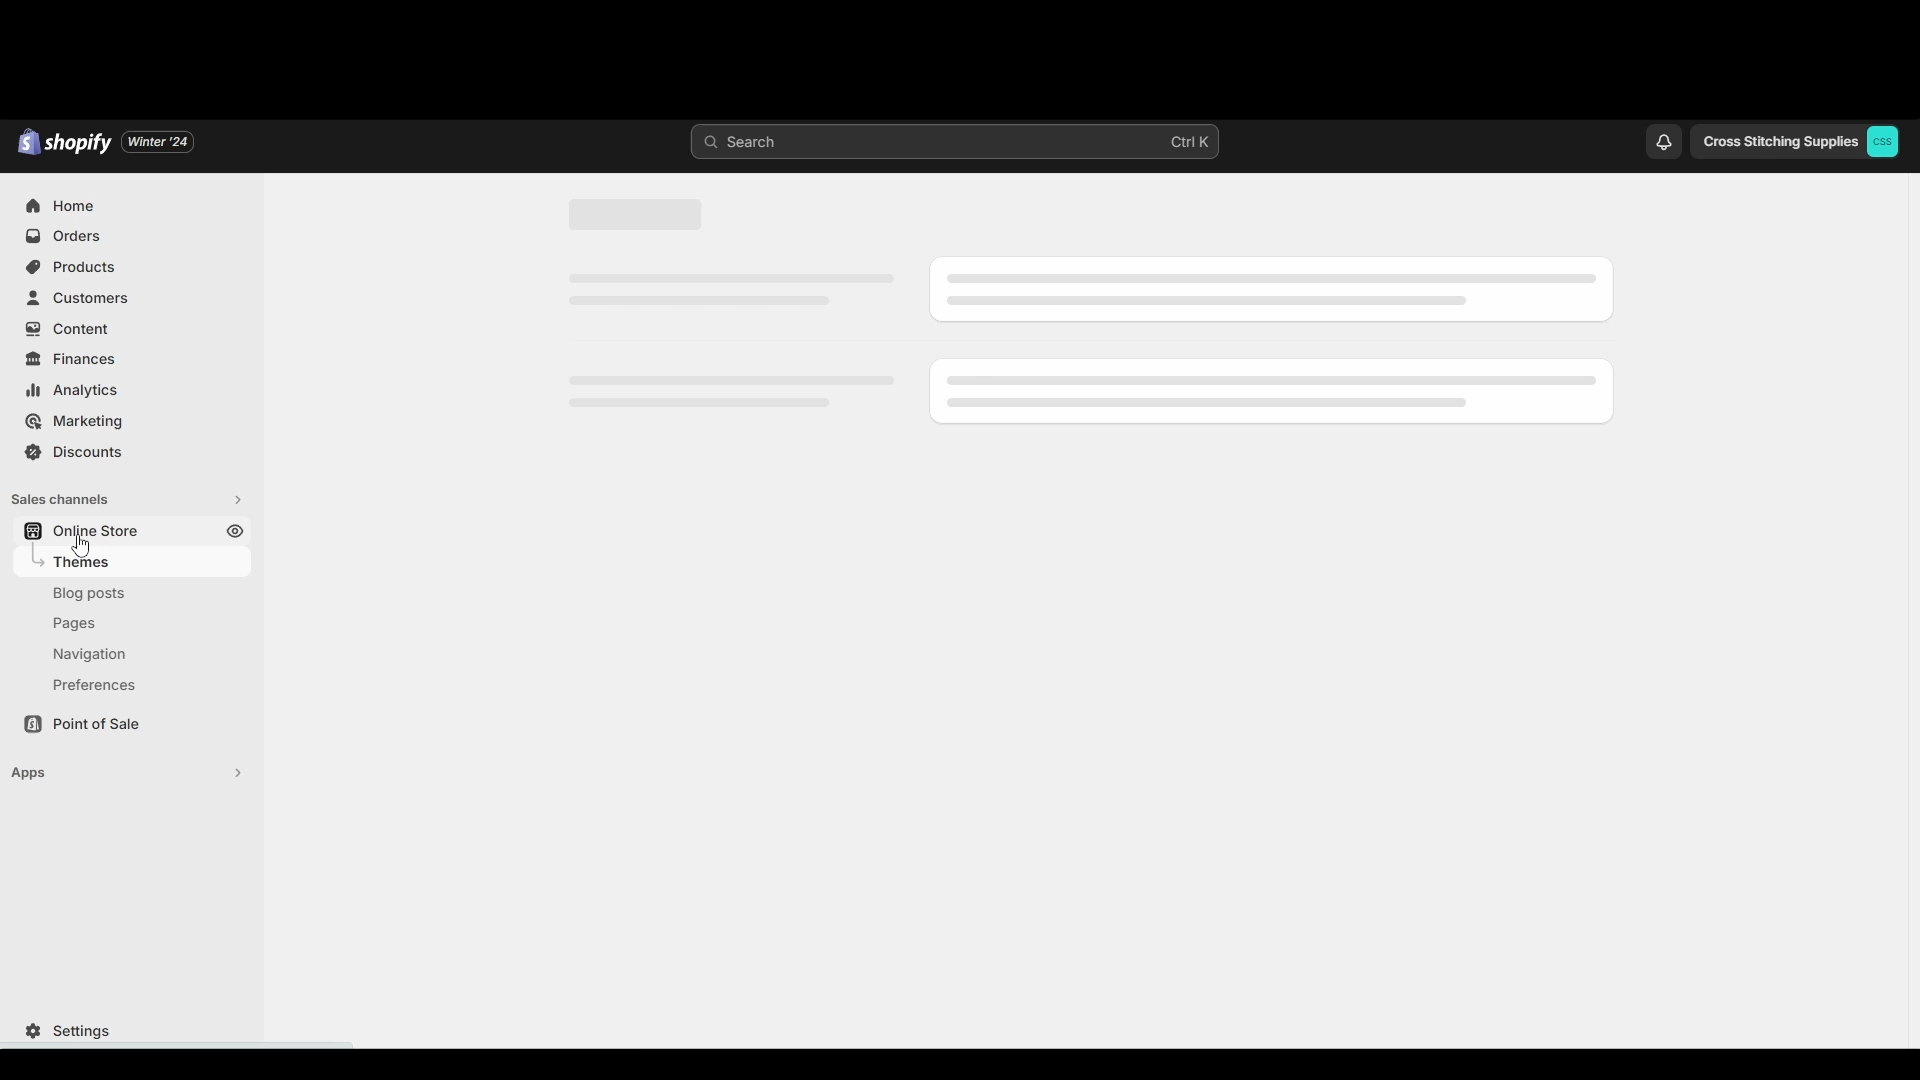 shopify Winter '24
Search Ctrl K
Cross Stitching Supplies CSS
Home
Orders
Products
Customers
Content
Finances
Analytics
Marketing
Discounts
Sales channels
Online Store
Themes
Blog posts
Pages
Navigation
Preferences
Point of Sale
Apps
Settings